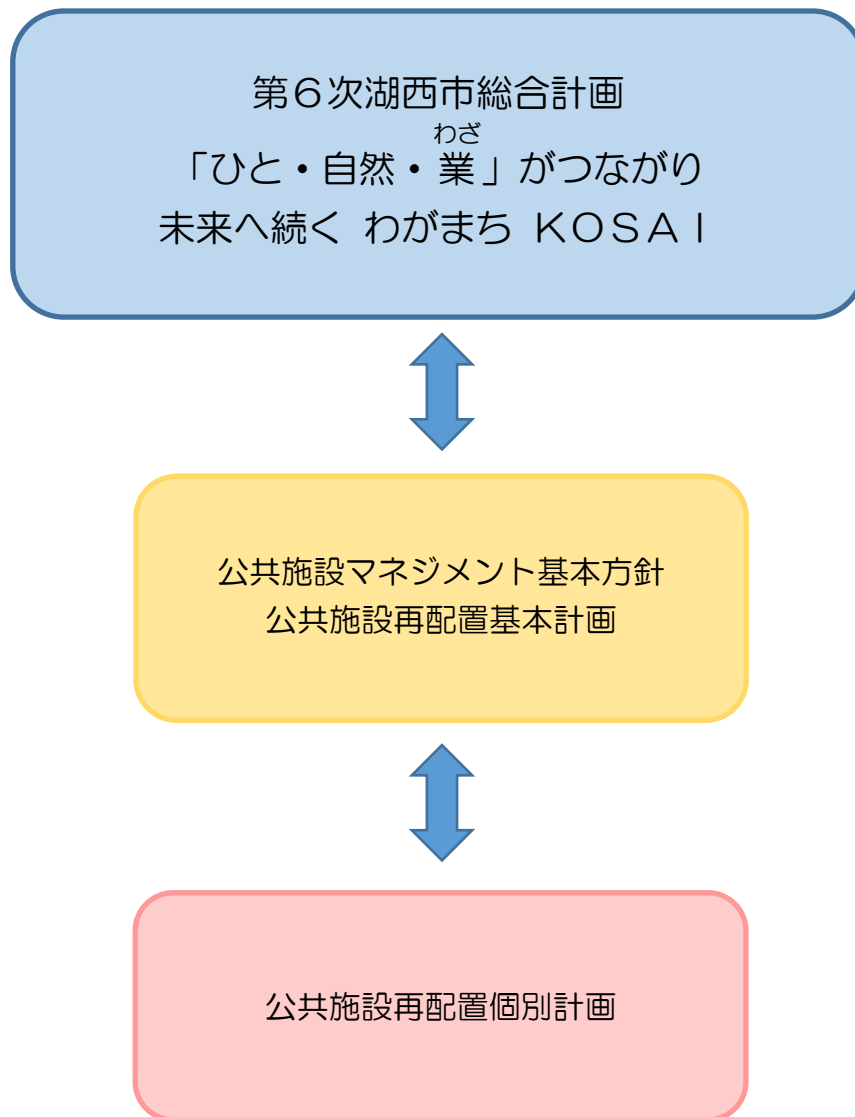 第６次湖西市総合計画
わざ
「ひと・自然・業」がつながり
未来へ続く わがまち ＫＯＳＡＩ
公共施設マネジメント基本方針
公共施設再配置基本計画
公共施設再配置個別計画